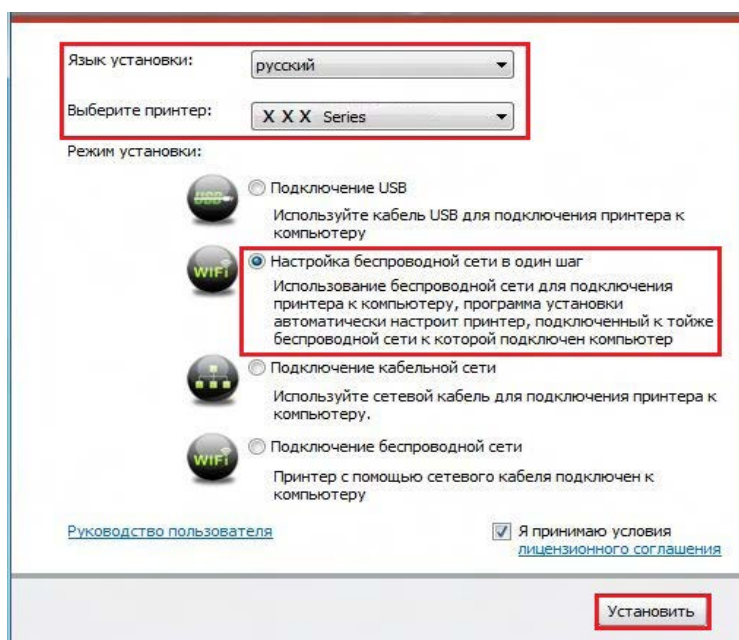 Язык установки: русский
Выберите принтер: X X X Series
Режим установки:
USB
Подключение USB
Используйте кабель USB для подключения принтера к
компьютеру
WiFi
Настройка беспроводной сети в один шаг
Использование беспроводной сети для подключения
принтера к компьютеру, программа установки
автоматически настроит принтер, подключенный к тойже
беспроводной сети к которой подключен компьютер
Подключение кабельной сети
Используйте сетевой кабель для подключения принтера к
компьютеру.
WiFi
Подключение беспроводной сети
Принтер с помощью сетевого кабеля подключен к
компьютеру
Руководство пользователя
Я принимаю условия
лицензионного соглашения
Установить